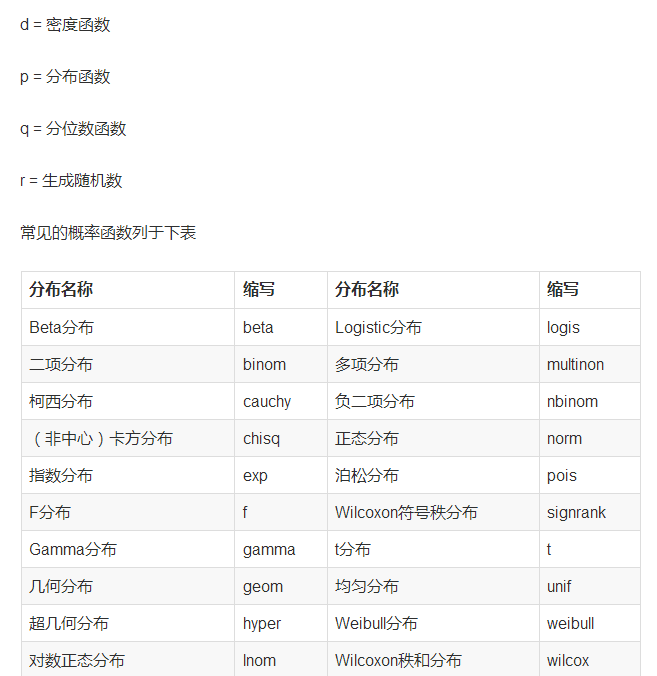 d = 密度函数
p = 分布函数
q = 分位数函数
r = 生成随机数
常见的概率函数列于下表
分布名称 缩写 分布名称 缩写
Beta分布 beta Logistic分布 logis
二项分布 binom 多项分布 multinon
柯西分布 cauchy 负二项分布 nbinom
（非中心）卡方分布 chisq 正态分布 norm
指数分布 exp 泊松分布 pois
F分布 f Wilcoxon符号秩分布 signrank
Gamma分布 gamma t分布 t
几何分布 geom 均匀分布 unif
超几何分布 hyper Weibull分布 weibull
对数正态分布 lnom Wilcoxon秩和分布 wilcox